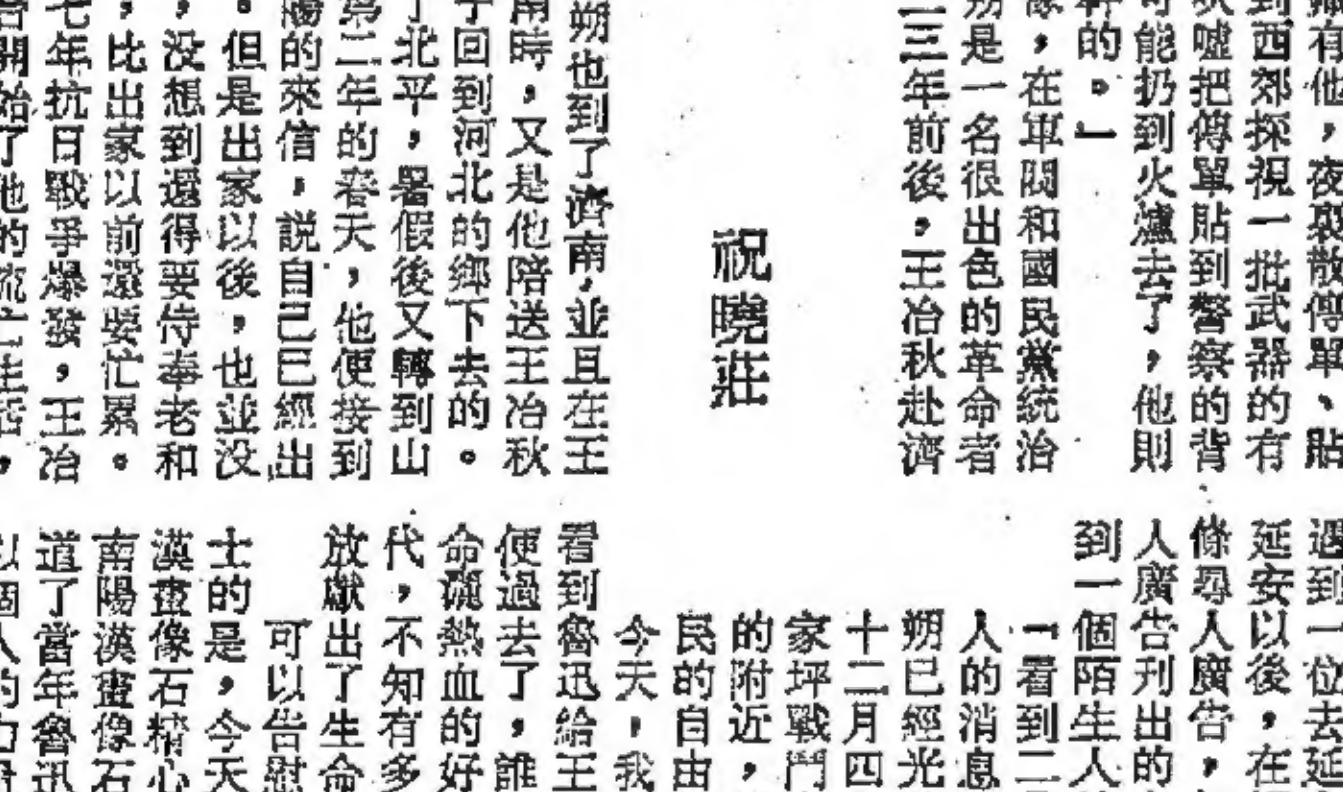 有他，夜裏散傳單、貼
到西郊探視一批武器的有
噓把傳單貼到警察的背
可能扔到火瀘去了，他則
幹的。」
，在軍閥和國民黨統治
朔是一名很出色的革命者
三年前後，王冶秋赴濟
祝曉莊
朔也到了濟南，並且在王
南時，又是他陪送王冶秋
于回到河北的鄉下去的。
了北平，暑假後又轉到山
第二年的春天，他便接到
陽的來信，説自己已經出
。但是出家以後，也並没
，没想到還得要侍奉老和
，比出家以前還要忙累。
七年抗日戰爭爆發，王冶
開始了他的流亡生活，
遇到一位去延
延安以後，在
條尋人廣告，
人廣告刊出的
到一個陌生人
「看到二
人的消息
朔已經光
十二月四
家坪戰鬥
的附近，
民的自由
今天，我
看到魯迅給王
便過去了，誰
命灑熱血的好
代，不知有多
放獻出了生命
可以告慰
士的是，今天
漢畫像石精心
南陽漢畫像石
道了當年魯迅
以個人的